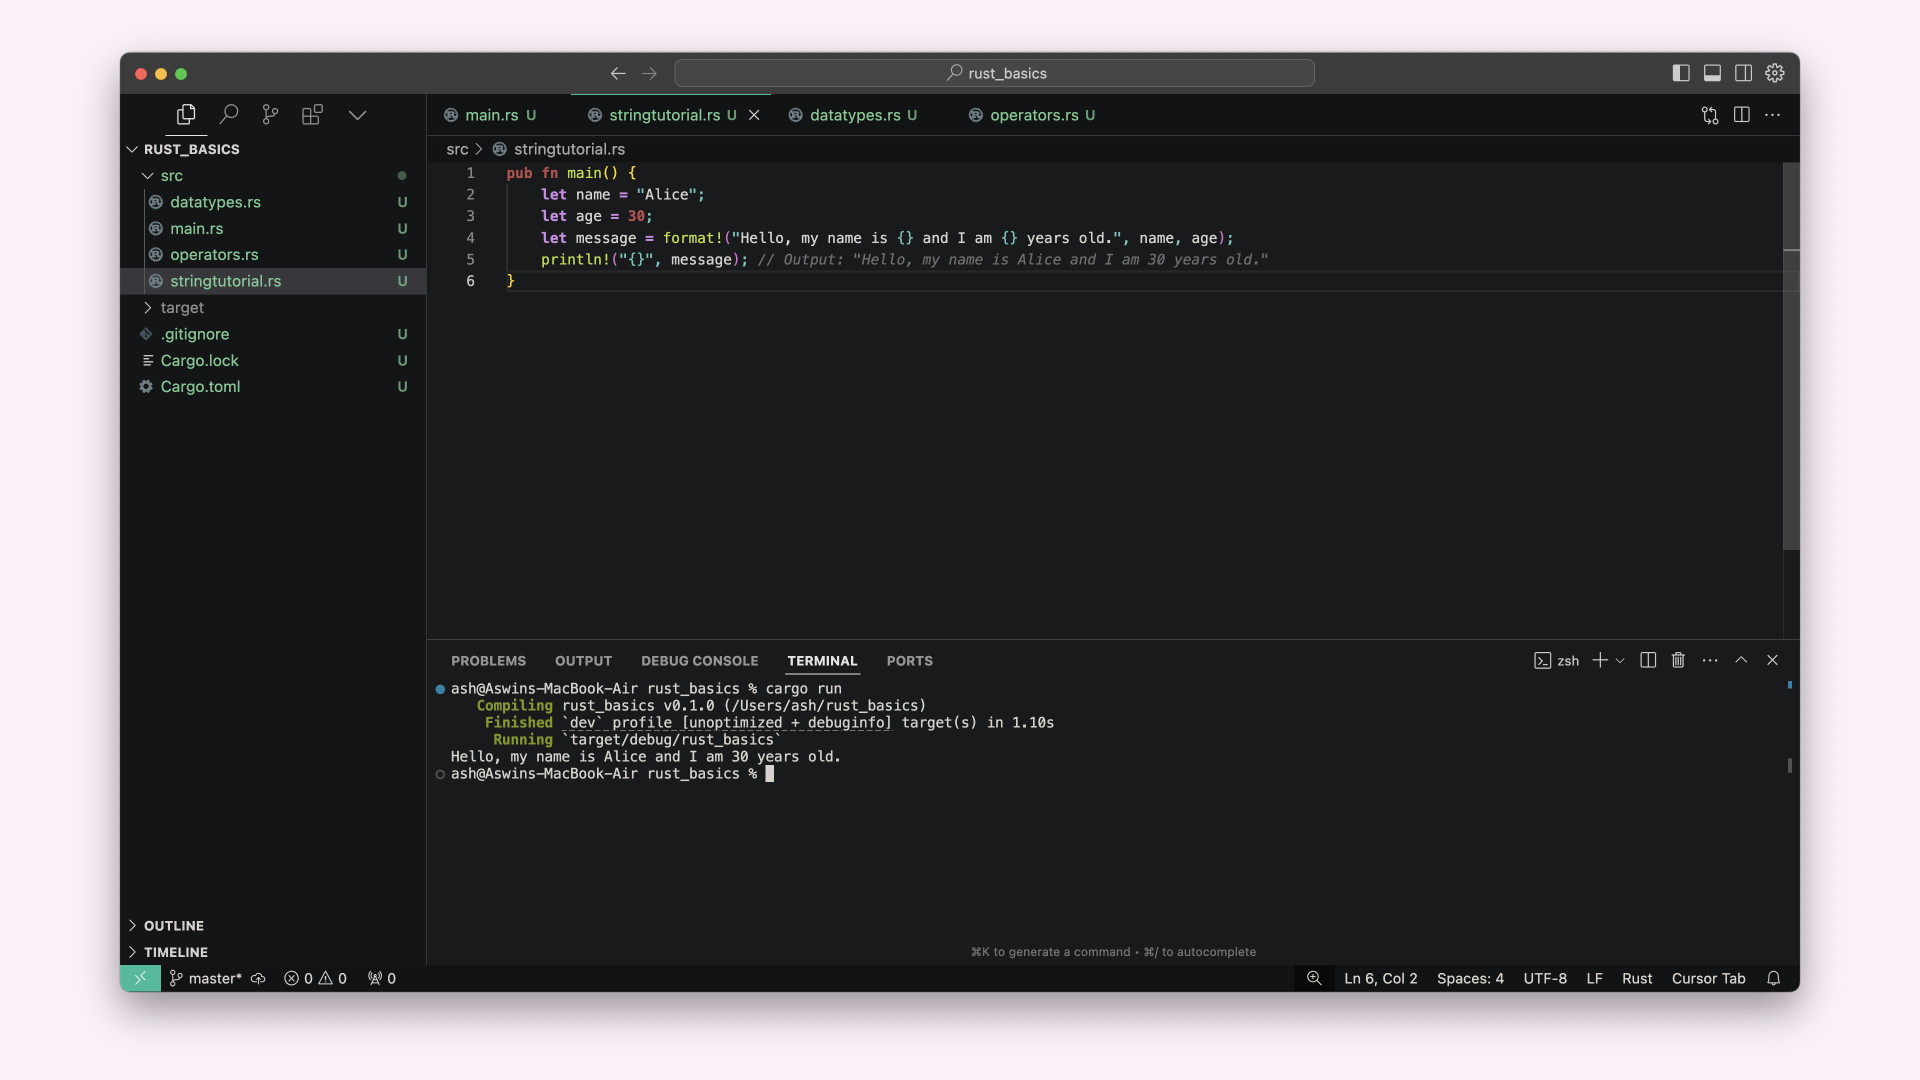 rust_basics
main.rs U stringtutorial.rs U datatypes.rs U operators.rs U
RUST_BASICS
src
datatypes.rs U
main.rs U
operators.rs U
stringtutorial.rs U
target
.gitignore U
Cargo.lock U
Cargo.toml U
OUTLINE
TIMELINE
src > stringtutorial.rs
1 pub fn main() {
2 let name = "Alice";
3 let age = 30;
4 let message = format!("Hello, my name is {} and I am {} years old.", name, age);
5 println!("{}", message); // Output: "Hello, my name is Alice and I am 30 years old."
6 }
PROBLEMS OUTPUT DEBUG CONSOLE TERMINAL PORTS zsh
ash@Aswins-MacBook-Air rust_basics % cargo run
Compiling rust_basics v0.1.0 (/Users/ash/rust_basics)
Finished `dev` profile [unoptimized + debuginfo] target(s) in 1.10s
Running `target/debug/rust_basics`
Hello, my name is Alice and I am 30 years old.
ash@Aswins-MacBook-Air rust_basics %
⌘K to generate a command • ⌘/ to autocomplete
master* 0 0 0 Ln 6, Col 2 Spaces: 4 UTF-8 LF Rust Cursor Tab